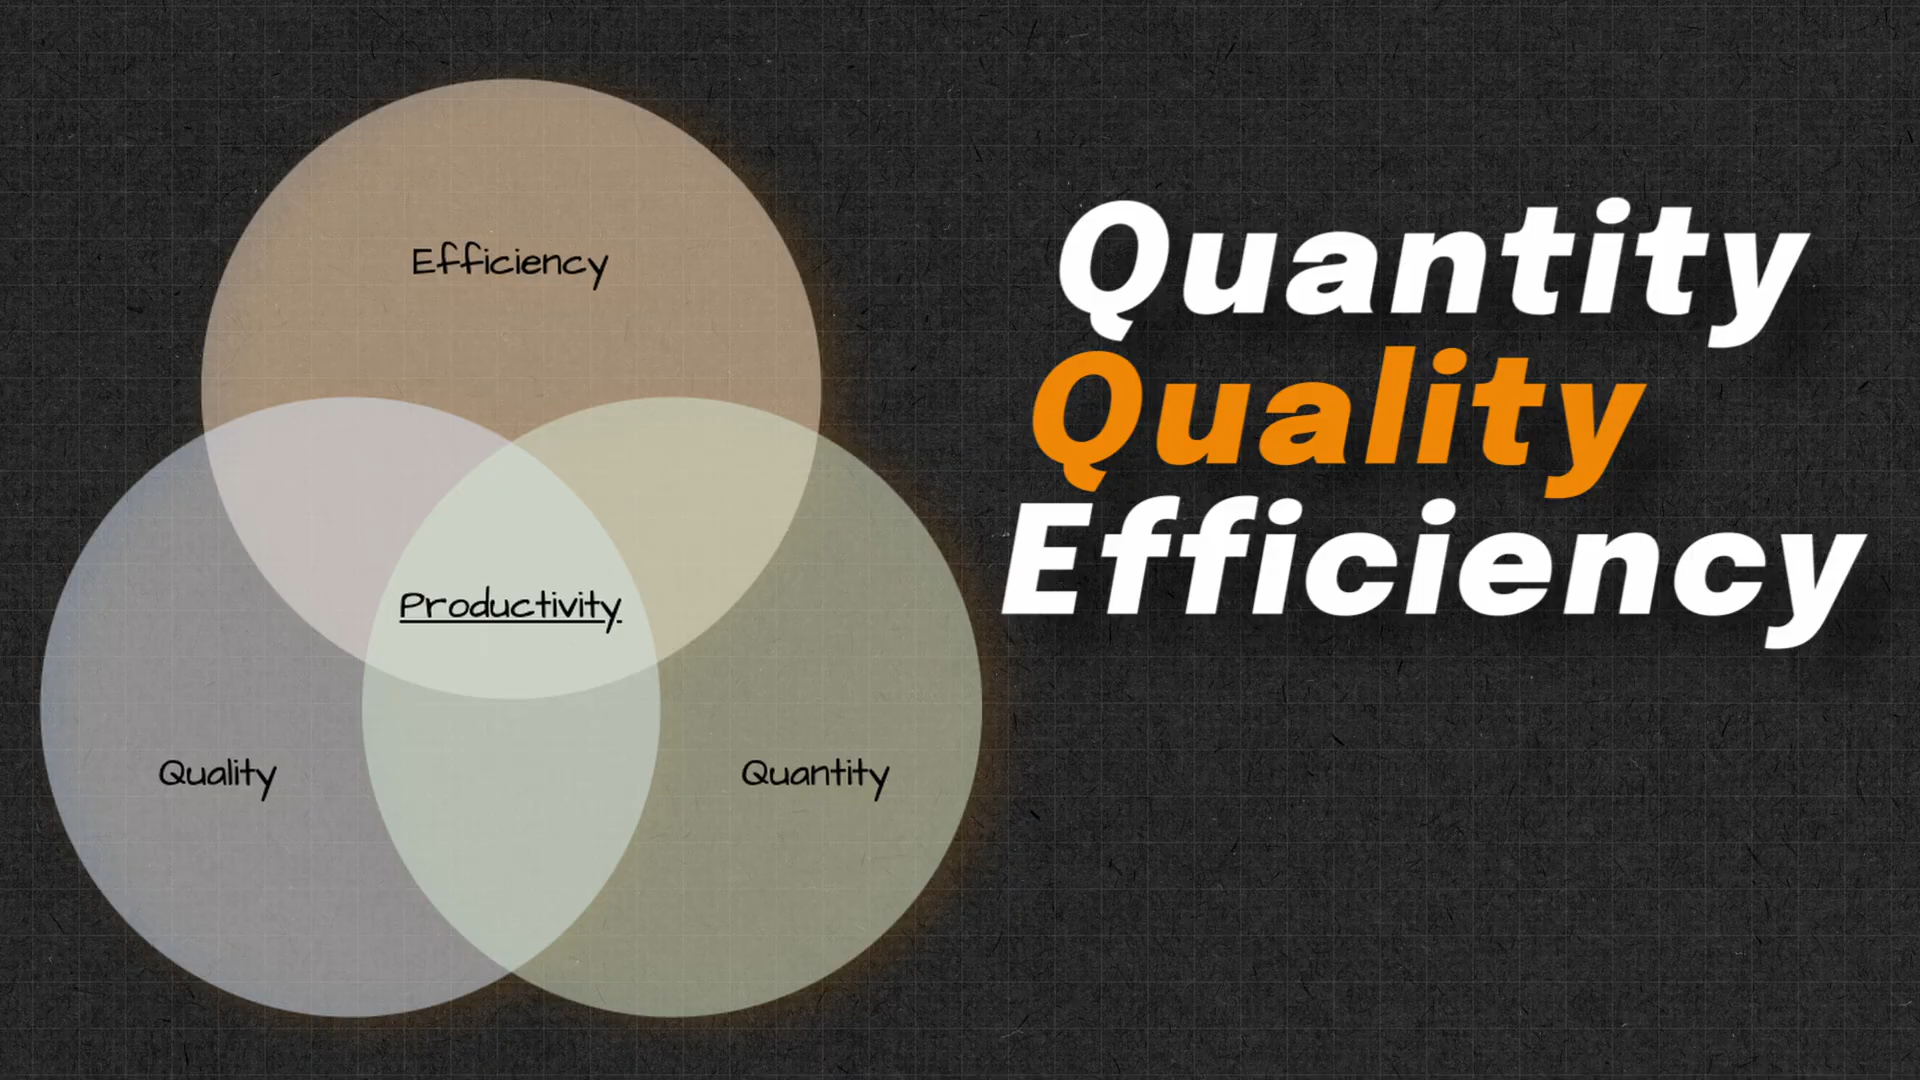 Efficiency
Productivity
Quality
Quantity
Quantity
Quality
Efficiency